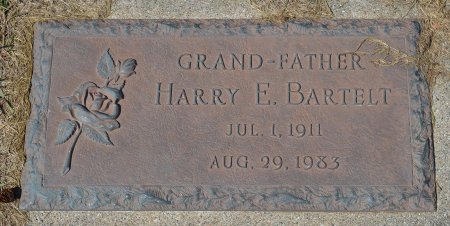 GRAND-FATHER
HARRY E. BARTELT
JUL. 1, 1911
AUG. 29, 1983